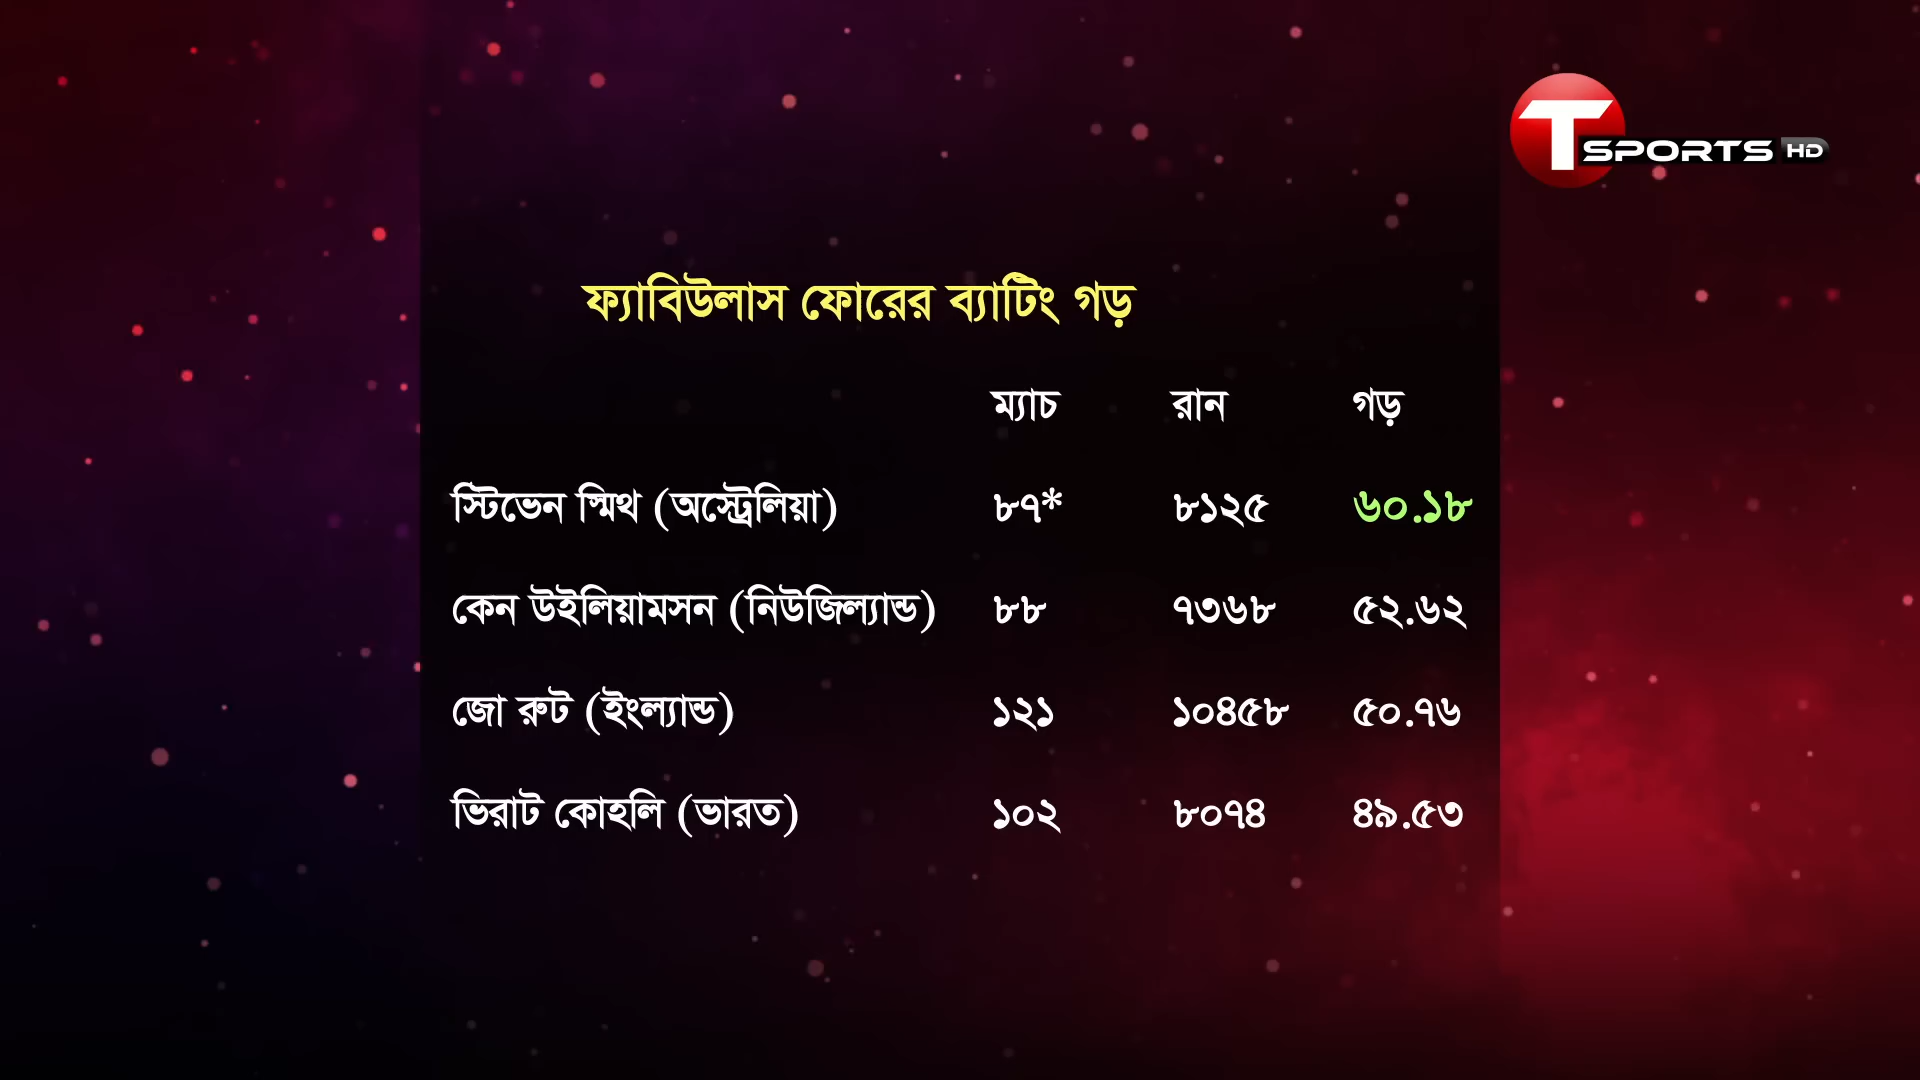 T SPORTS HD
ফ্যাবিউলাস ফোরের ব্যাটিং গড়
ম্যাচ রান গড়
স্টিভেন স্মিথ (অস্ট্রেলিয়া) ৮৭* ৮১২৫ ৬০.১৮
কেন উইলিয়ামসন (নিউজিল্যান্ড) ৮৮ ৭৩৬৮ ৫২.৬২
জো রুট (ইংল্যান্ড) ১২১ ১০৪৫৮ ৫০.৭৬
ভিরাট কোহলি (ভারত) ১০২ ৮০৭৪ ৪৯.৫৩